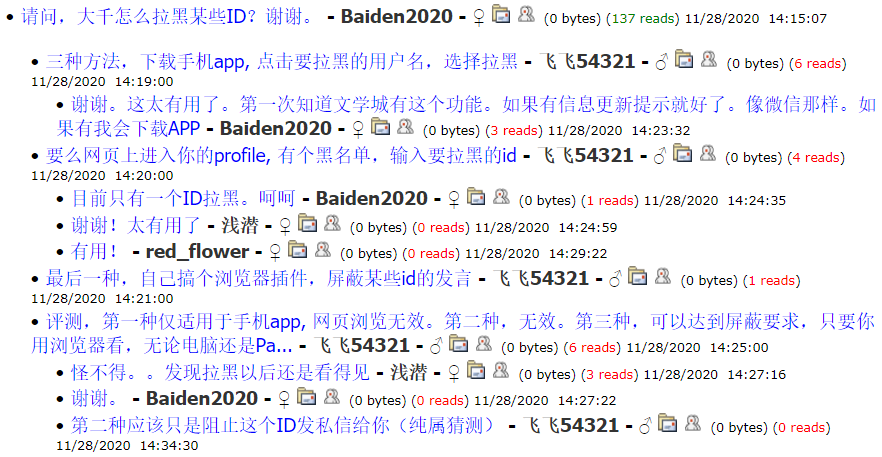 • 请问，大千怎么拉黑某些ID？谢谢。 - Baiden2020 - ♀ (0 bytes) (137 reads) 11/28/2020 14:15:07
• 三种方法，下载手机app, 点击要拉黑的用户名，选择拉黑 - 飞飞54321 - ♂ (0 bytes) (6 reads)
11/28/2020 14:19:00
• 谢谢。这太有用了。第一次知道文学城有这个功能。如果有信息更新提示就好了。像微信那样。如
果有我会下载APP - Baiden2020 - ♀ (0 bytes) (3 reads) 11/28/2020 14:23:32
• 要么网页上进入你的profile, 有个黑名单，输入要拉黑的id - 飞飞54321 - ♂ (0 bytes) (4 reads)
11/28/2020 14:20:00
• 目前只有一个ID拉黑。呵呵 - Baiden2020 - ♀ (0 bytes) (1 reads) 11/28/2020 14:24:35
• 谢谢！太有用了 - 浅潜 - ♀ (0 bytes) (0 reads) 11/28/2020 14:24:59
• 有用！ - red_flower - ♀ (0 bytes) (0 reads) 11/28/2020 14:29:22
• 最后一种，自己搞个浏览器插件，屏蔽某些id的发言 - 飞飞54321 - ♂ (0 bytes) (1 reads)
11/28/2020 14:21:00
• 评测，第一种仅适用于手机app, 网页浏览无效。第二种，无效。第三种，可以达到屏蔽要求，只要你
用浏览器看，无论电脑还是Pa... - 飞飞54321 - ♂ (0 bytes) (6 reads) 11/28/2020 14:25:00
• 怪不得。。发现拉黑以后还是看得见 - 浅潜 - ♀ (0 bytes) (3 reads) 11/28/2020 14:27:16
• 谢谢。 - Baiden2020 - ♀ (0 bytes) (0 reads) 11/28/2020 14:27:22
• 第二种应该只是阻止这个ID发私信给你（纯属猜测） - 飞飞54321 - ♂ (0 bytes) (0 reads)
11/28/2020 14:34:30